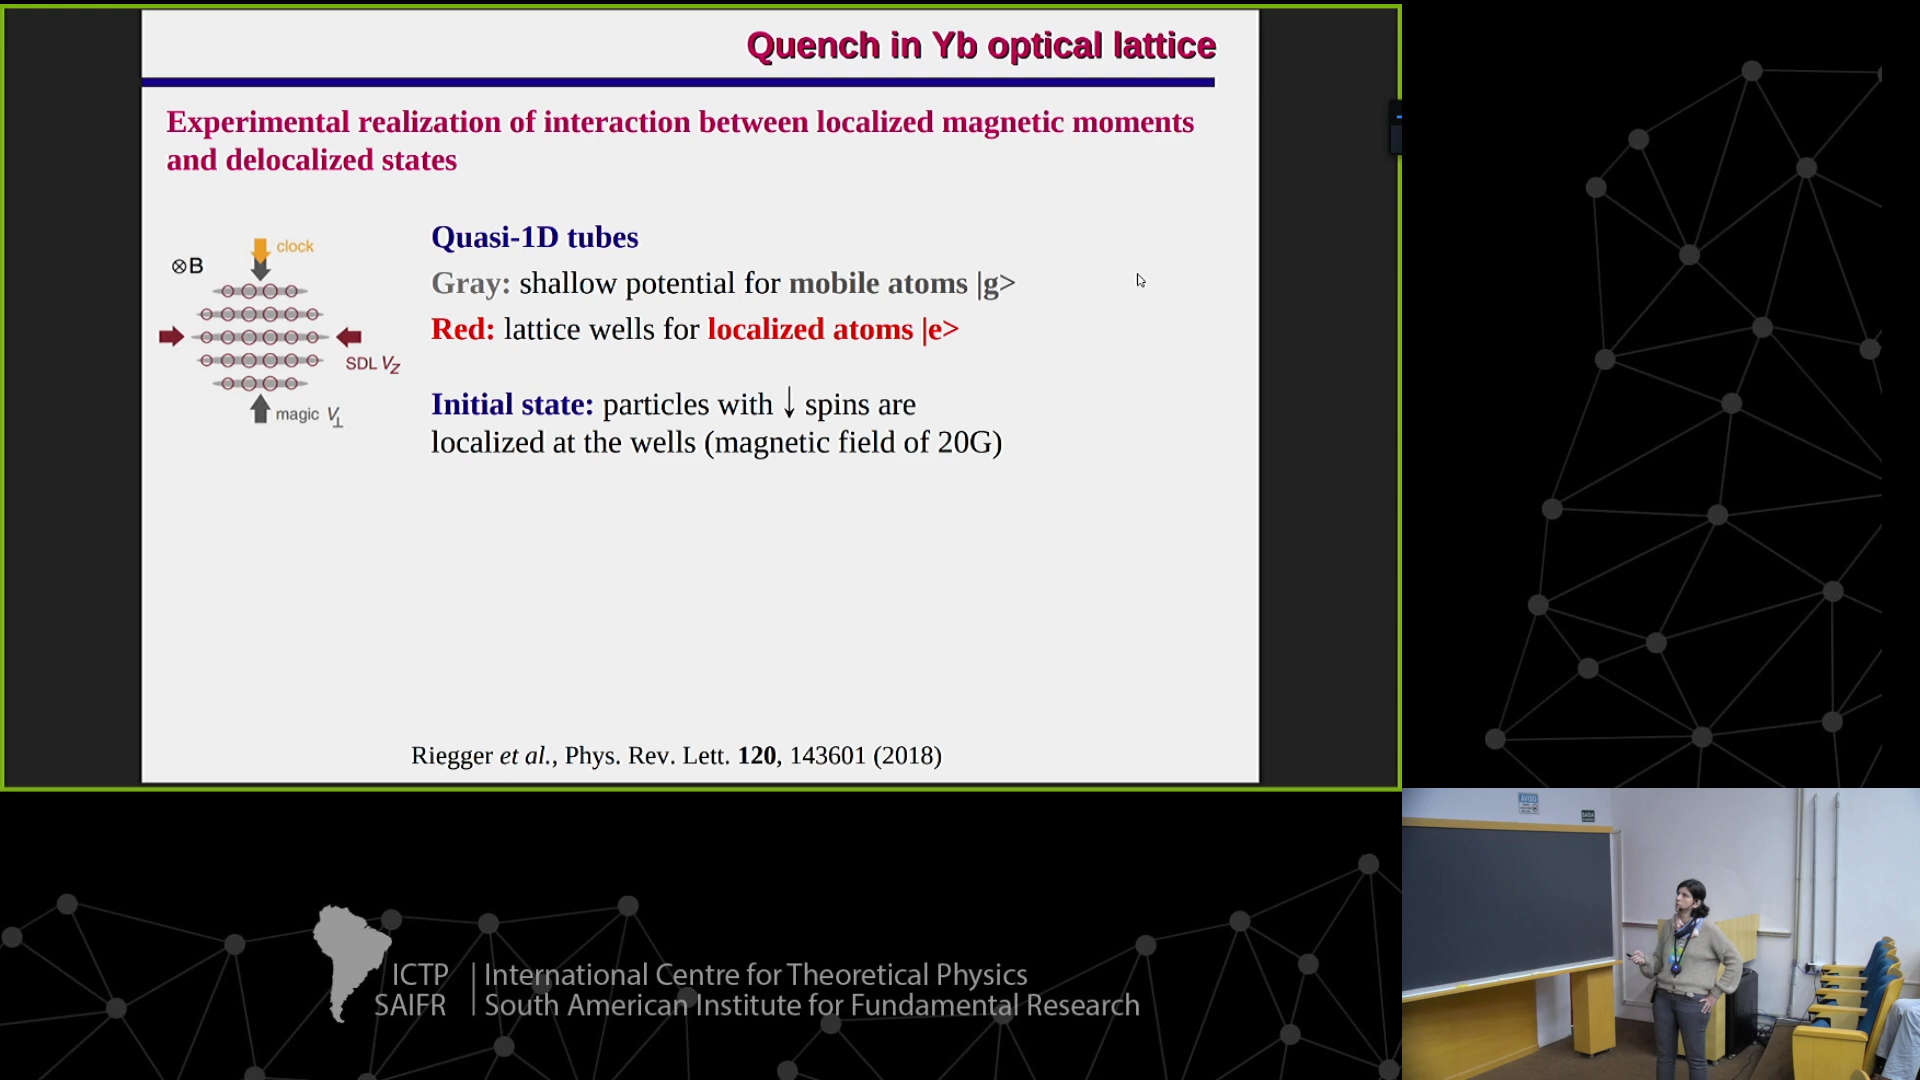 Quench in Yb optical lattice
Experimental realization of interaction between localized magnetic moments
and delocalized states
clock
⊗B
SDL V_Z
magic V_⊥
Quasi-1D tubes
Gray: shallow potential for mobile atoms |g>
Red: lattice wells for localized atoms |e>
Initial state: particles with ↓ spins are
localized at the wells (magnetic field of 20G)
Riegger et al., Phys. Rev. Lett. 120, 143601 (2018)
ICTP | International Centre for Theoretical Physics
SAIFR | South American Institute for Fundamental Research